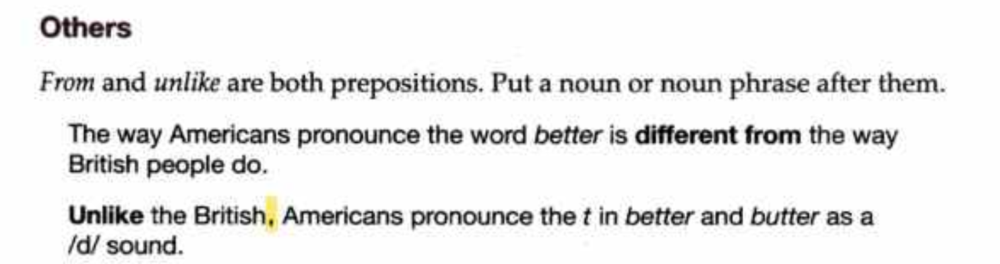 Others
From and unlike are both prepositions. Put a noun or noun phrase after them.
The way Americans pronounce the word better is different from the way
British people do.
Unlike the British, Americans pronounce the t in better and butter as a
/d/ sound.